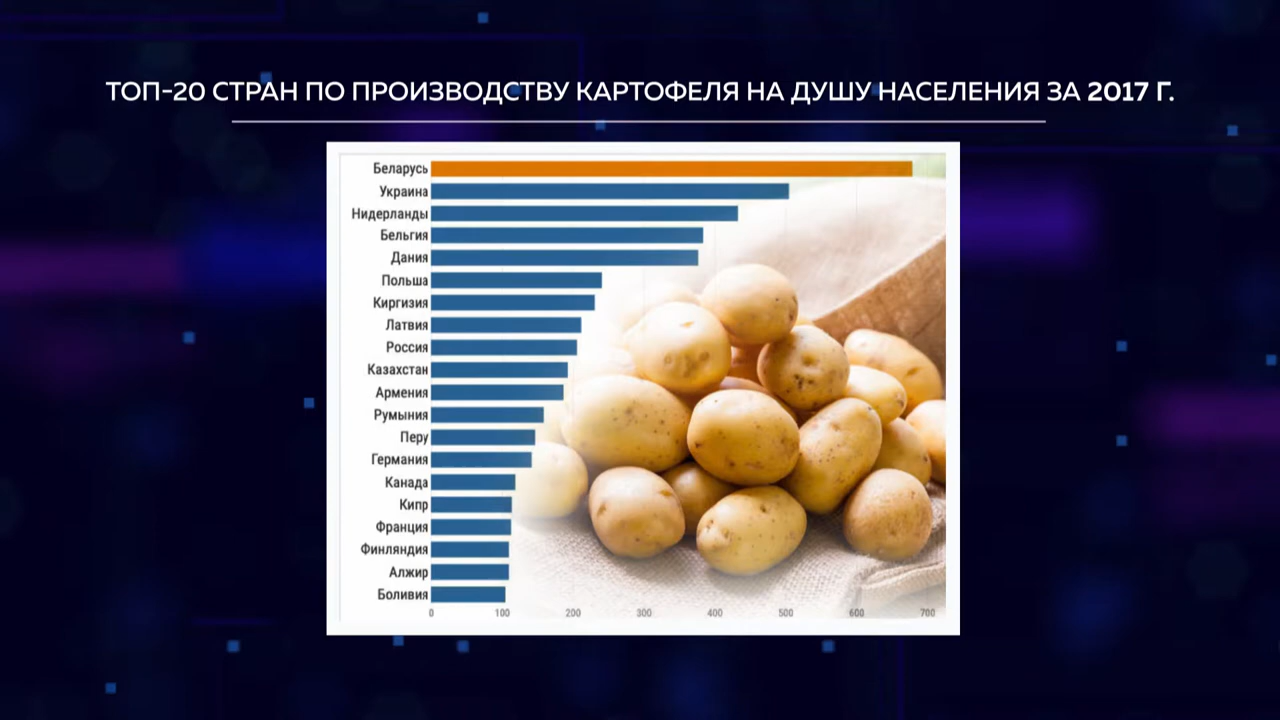 ТОП-20 СТРАН ПО ПРОИЗВОДСТВУ КАРТОФЕЛЯ НА ДУШУ НАСЕЛЕНИЯ ЗА 2017 Г.
Беларусь
Украина
Нидерланды
Бельгия
Дания
Польша
Киргизия
Латвия
Россия
Казахстан
Армения
Румыния
Перу
Германия
Канада
Кипр
Франция
Финляндия
Алжир
Боливия
0 100 200 300 400 500 600 700